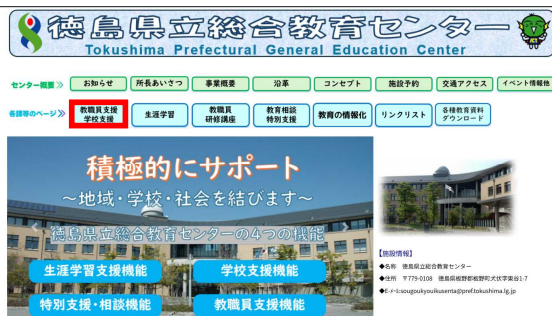 徳島県立総合教育センター
Tokushima Prefectural General Education Center
センター概要≫ お知らせ 所長あいさつ 事業概要 沿革 コンセプト 施設予約 交通アクセス イベント情報他
各課等のページ≫ 教職員支援 学校支援 生涯学習 教職員 研修講座 教育相談 特別支援 教育の情報化 リンクリスト 各種教育資料 ダウンロード
積極的にサポート
~地域・学校・社会を結びます~
徳島県立総合教育センターの4つの機能
生涯学習支援機能 学校支援機能
特別支援・相談機能 教職員支援機能
【施設情報】
◆名称 徳島県立総合教育センター
◆住所 〒779-0108 徳島県板野郡板野町犬伏字東谷1-7
◆E-ﾒｰﾙ:sougoukyouikusenta@pref.tokushima.lg.jp